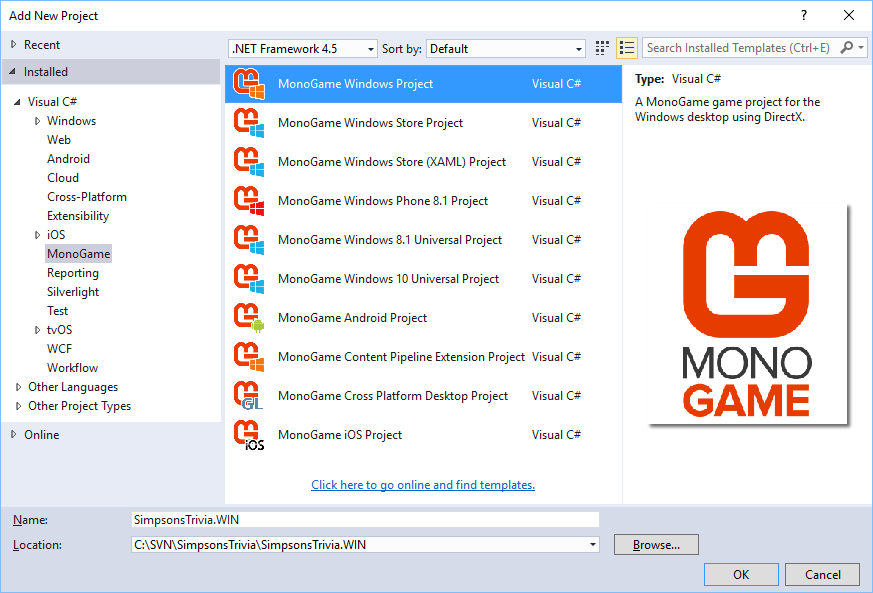 Add New Project
?
Recent
.NET Framework 4.5
Sort by:
Default
Search Installed Templates (Ctrl+E)
Installed
Visual C#
Windows
Web
Android
Cloud
Cross-Platform
Extensibility
iOS
MonoGame
Reporting
Silverlight
Test
tvOS
WCF
Workflow
Other Languages
Other Project Types
Online
MonoGame Windows Project Visual C#
MonoGame Windows Store Project Visual C#
MonoGame Windows Store (XAML) Project Visual C#
MonoGame Windows Phone 8.1 Project Visual C#
MonoGame Windows 8.1 Universal Project Visual C#
MonoGame Windows 10 Universal Project Visual C#
MonoGame Android Project Visual C#
MonoGame Content Pipeline Extension Project Visual C#
GL
MonoGame Cross Platform Desktop Project Visual C#
iOS
MonoGame iOS Project Visual C#
Click here to go online and find templates.
Type: Visual C#
A MonoGame game project for the
Windows desktop using DirectX.
MONO
GAME
Name: SimpsonsTrivia.WIN
Location: C:\SVN\SimpsonsTrivia\SimpsonsTrivia.WIN
Browse...
OK
Cancel